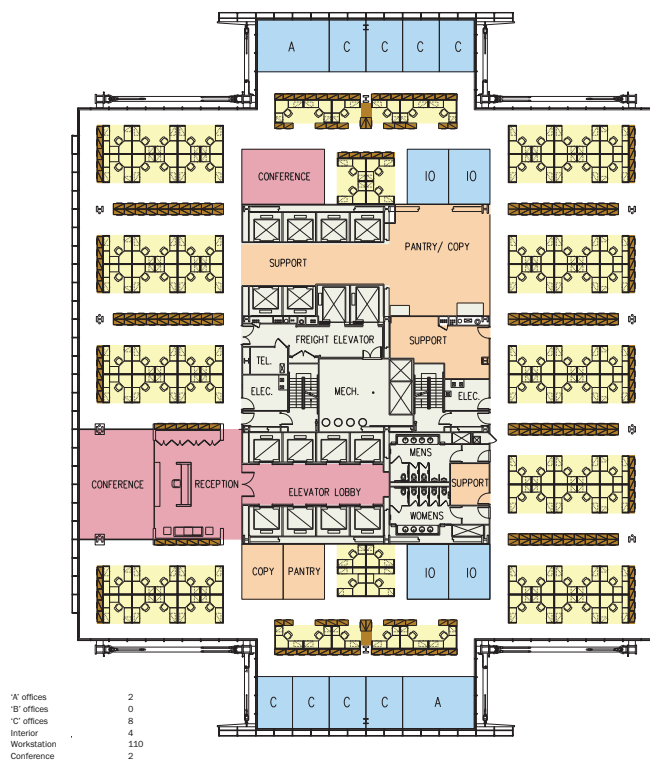 A C C C C
CONFERENCE IO IO
PANTRY/ COPY
SUPPORT
FREIGHT ELEVATOR SUPPORT
TEL.
ELEC. MECH. ELEC.
MENS
CONFERENCE RECEPTION ELEVATOR LOBBY SUPPORT
WOMENS
COPY PANTRY IO IO
C C C C A
'A' offices 2
'B' offices 0
'C' offices 8
Interior 4
Workstation 110
Conference 2